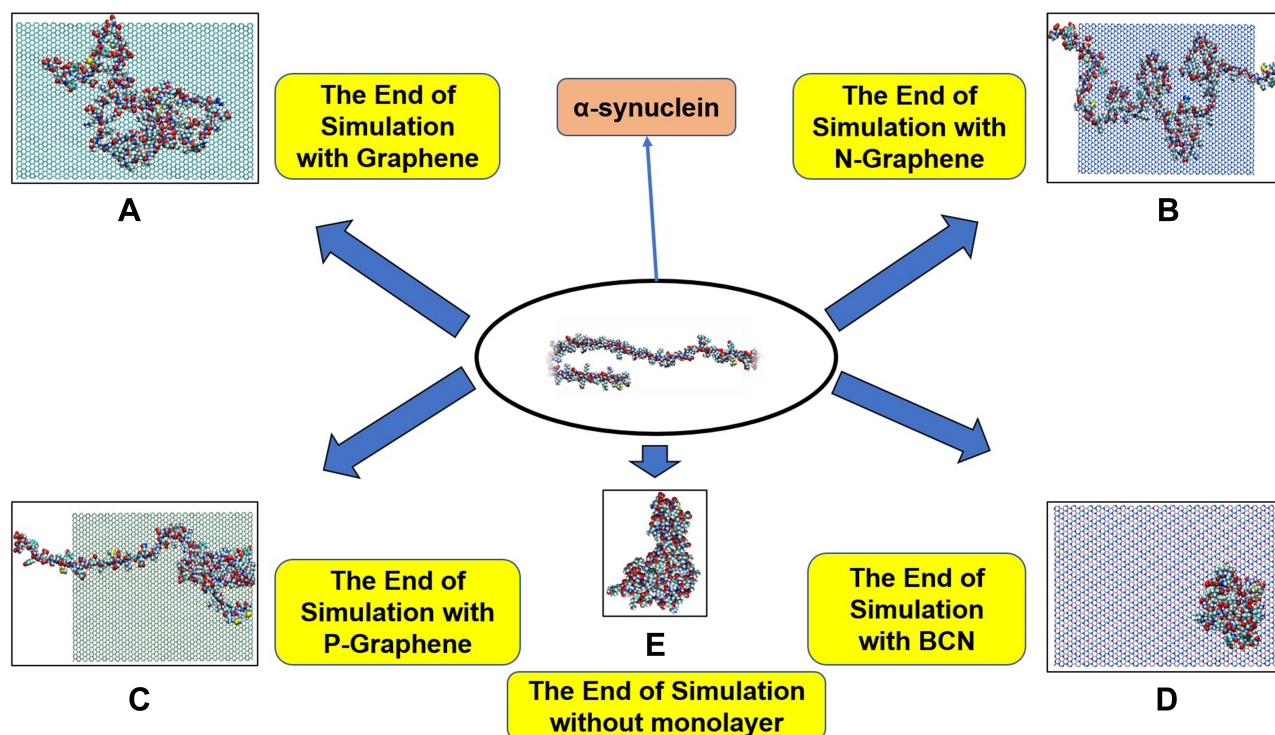 The End of
Simulation
with Graphene
A
α-synuclein
The End of
Simulation with
N-Graphene
B
The End of
Simulation with
P-Graphene
C
E
The End of Simulation
without monolayer
The End of
Simulation
with BCN
D